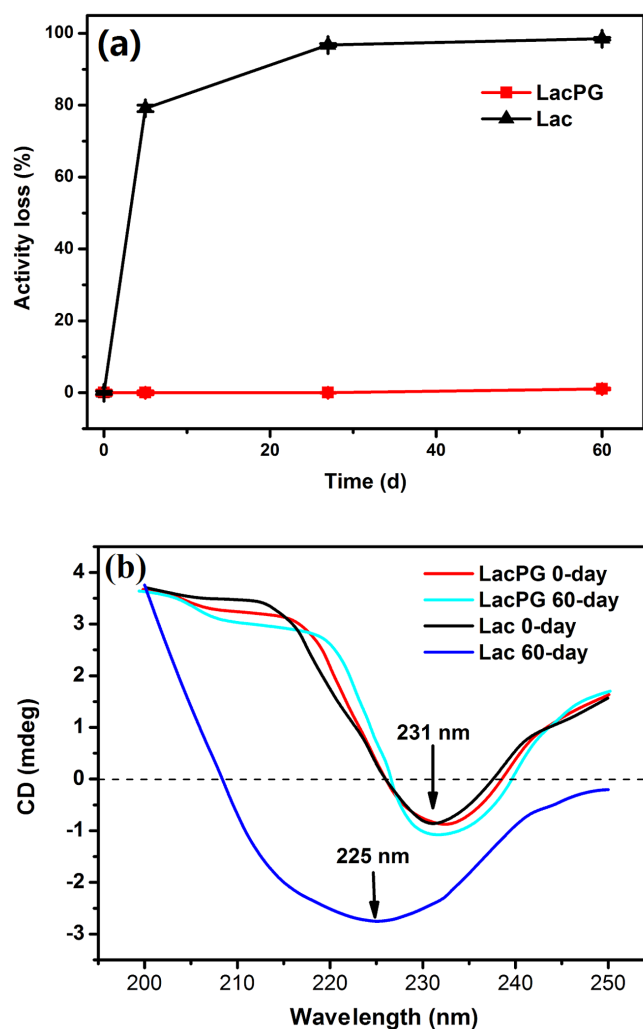 (a)
100
80
60
40
20
0
Activity loss (%)
LacPG
Lac
0
20
40
60
Time (d)
(b)
4
3
2
1
0
-1
-2
-3
CD (mdeg)
LacPG 0-day
LacPG 60-day
Lac 0-day
Lac 60-day
231 nm
225 nm
200
210
220
230
240
250
Wavelength (nm)